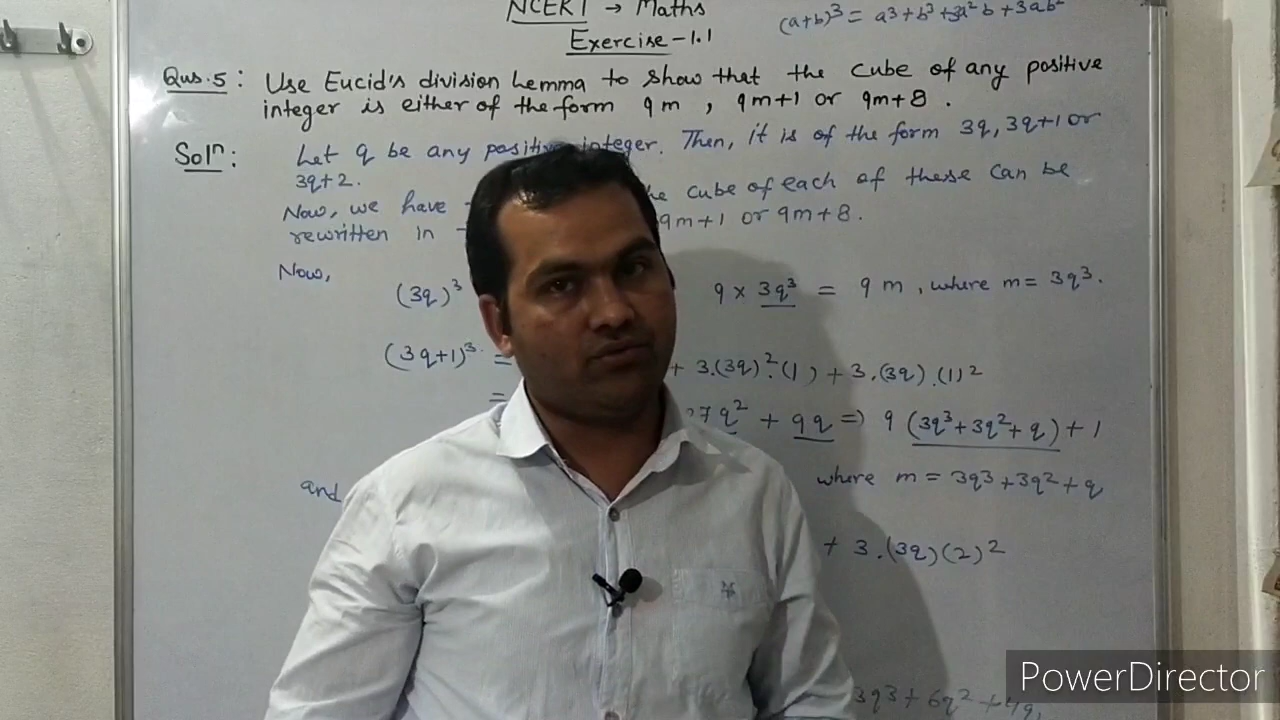 NCERT → Maths
(a+b)³ = a³+b³+3a²b+3ab²
Exercise-1.1
Qus.5: Use Eucid's division Lemma to show that the cube of any positive
integer is either of the form 9m, 9m+1 or 9m+8.
Solⁿ: Let q be any positive integer. Then, it is of the form 3q, 3q+1 or
3q+2.
Now, we have cube of each of these can be
rewritten in 9m+1 or 9m+8.
Now,
(3q)³ 9 × 3q³ = 9m, where m= 3q³.
(3q+1)³ = + 3.(3q)².(1) + 3.(3q).(1)²
= 27q² + 9q => 9 (3q³+3q²+q)+1
and where m = 3q³+3q²+q
+ 3.(3q)(2)²
3q³+6q²+4q,
PowerDirector